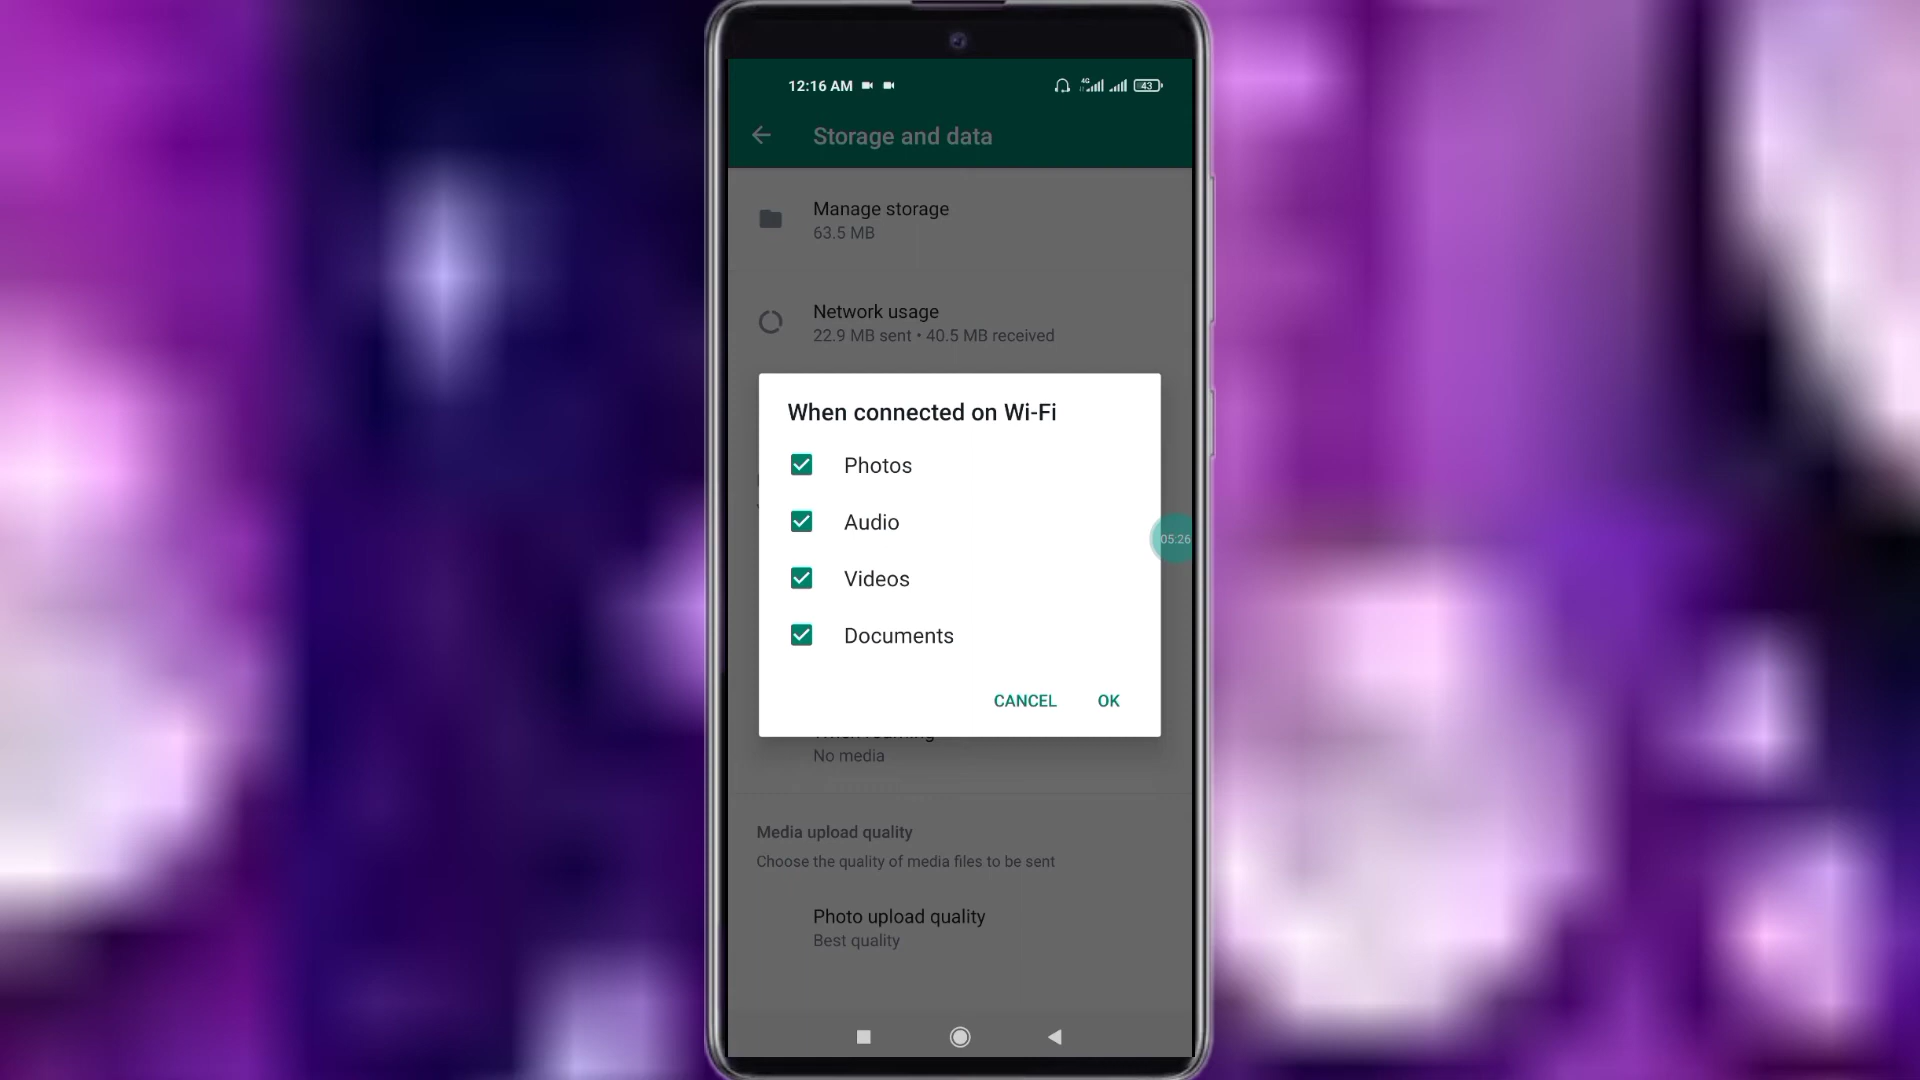 12:16 AM
4G
43
Storage and data
Manage storage
63.5 MB
Network usage
22.9 MB sent • 40.5 MB received
When connected on Wi-Fi
Photos
Audio
05:26
Videos
Documents
CANCEL OK
No media
Media upload quality
Choose the quality of media files to be sent
Photo upload quality
Best quality